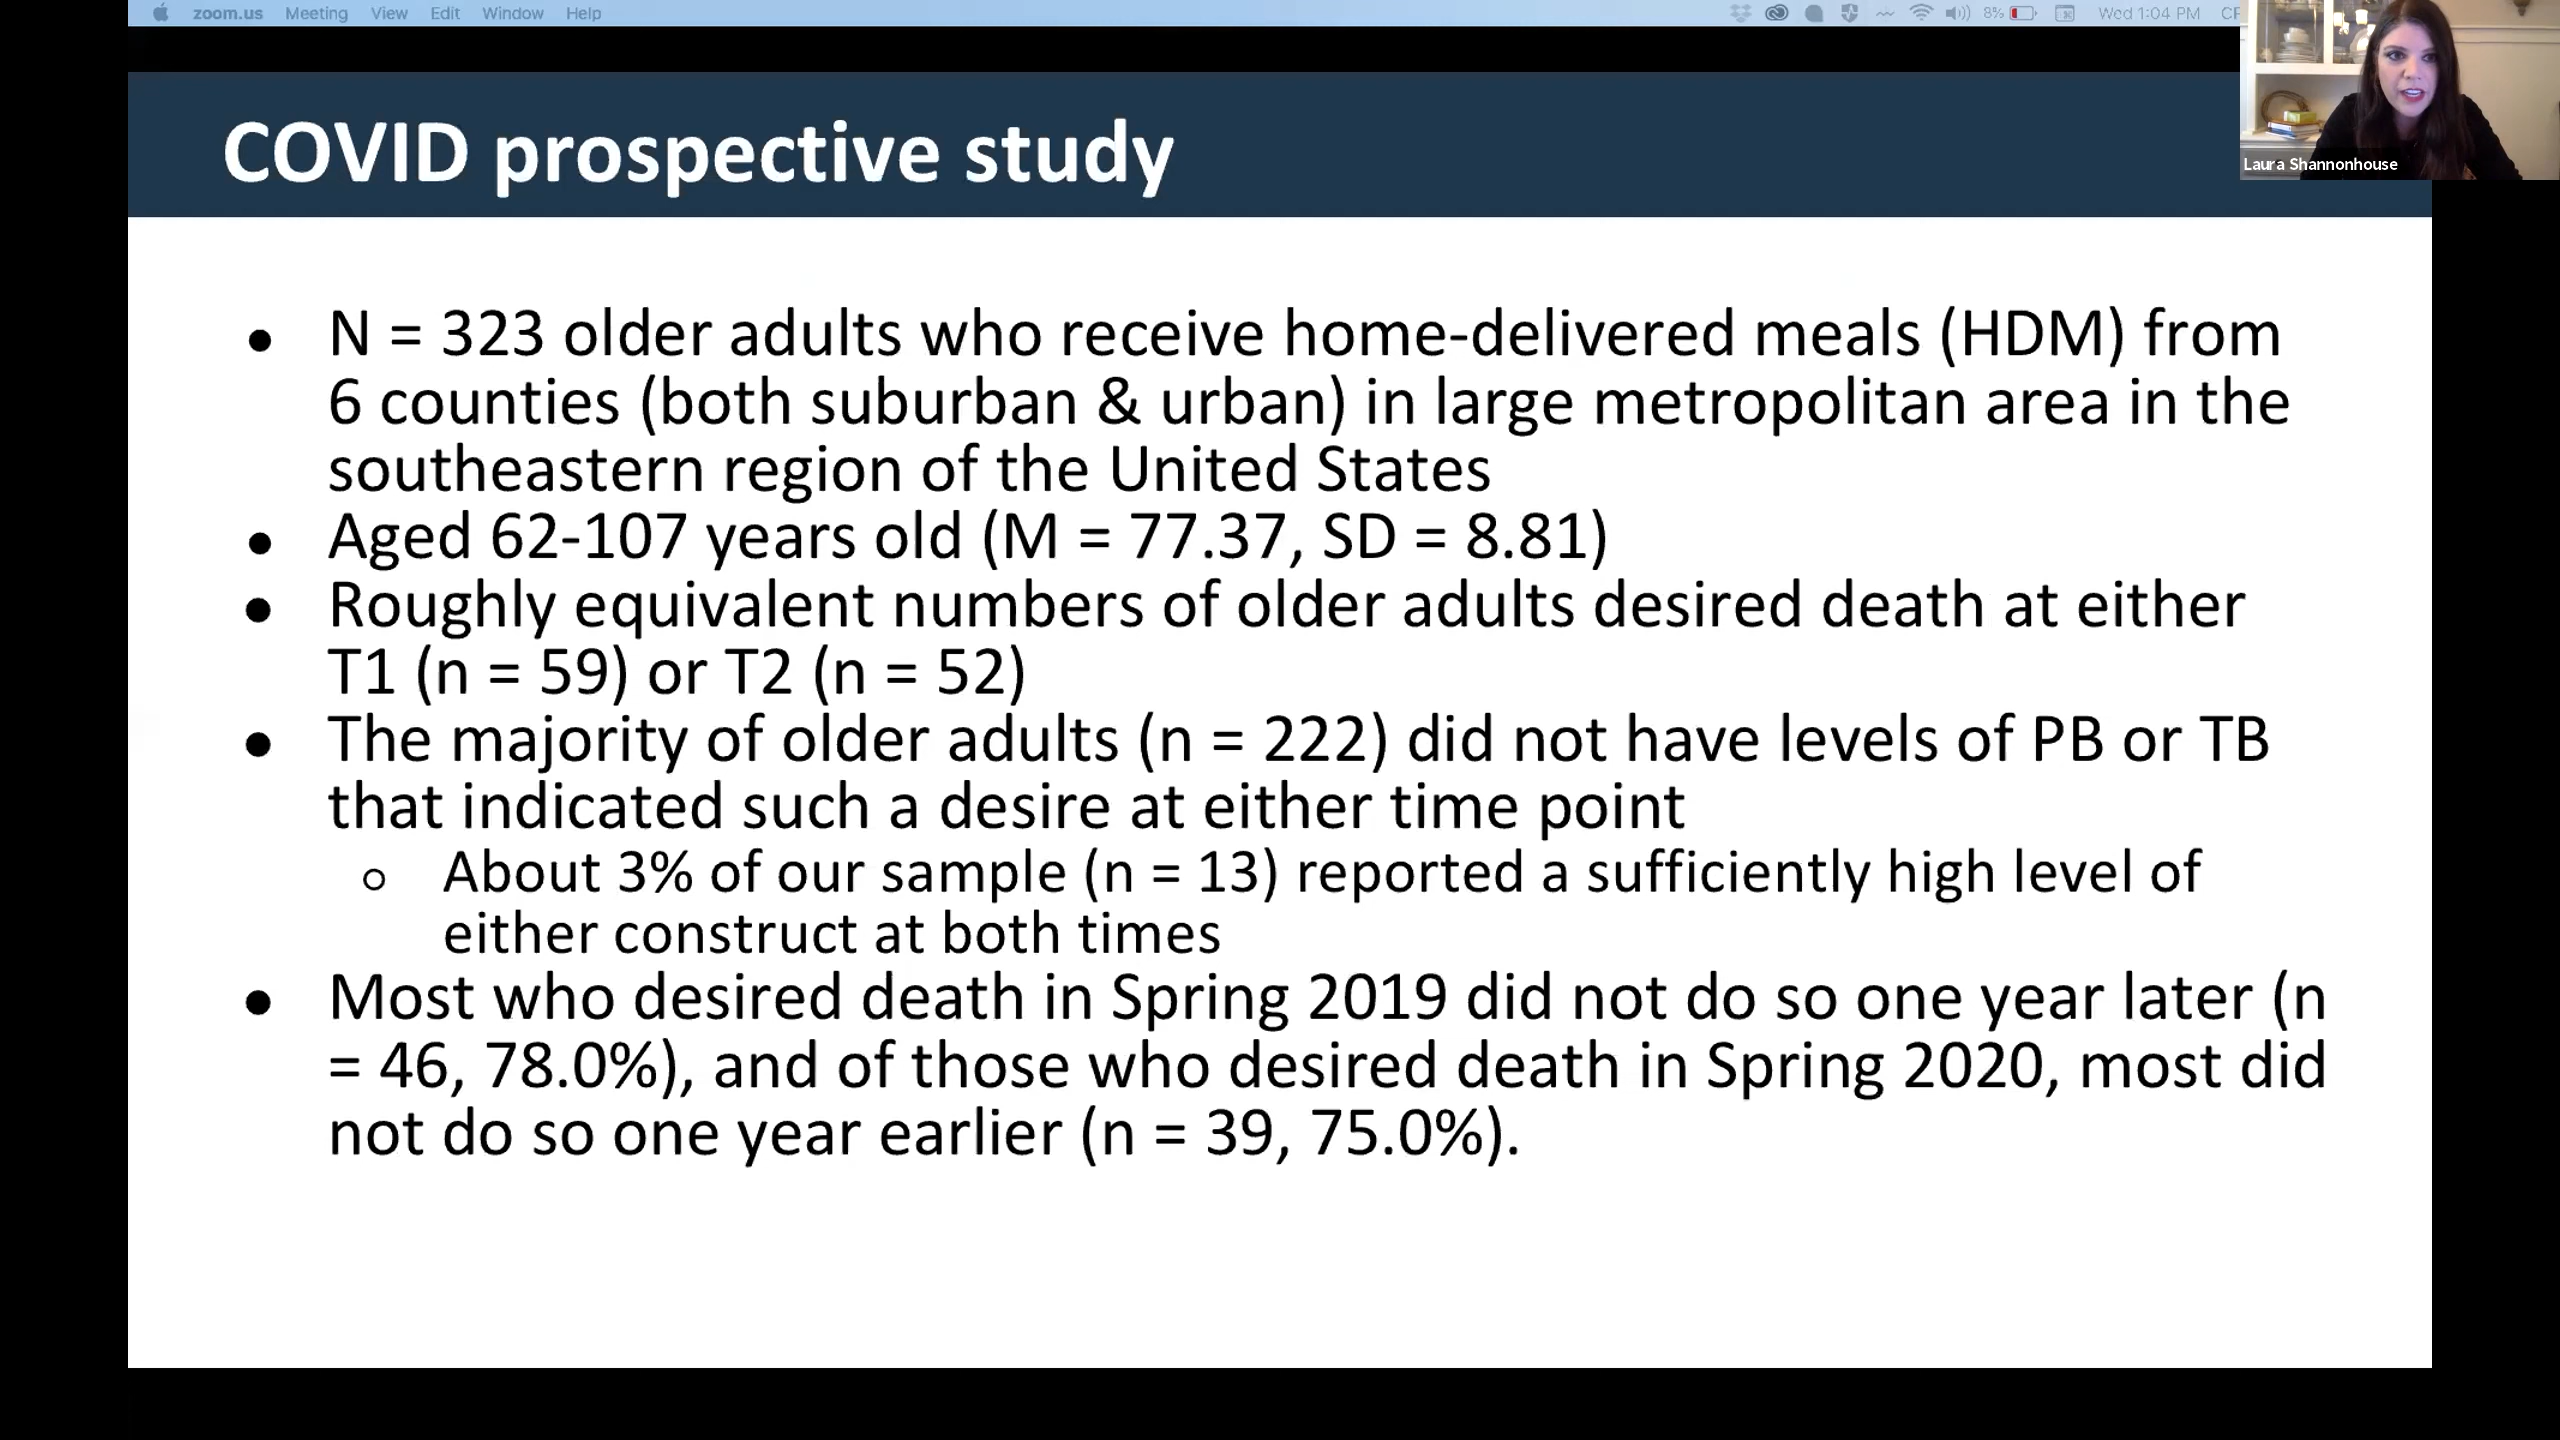 zoom.us Meeting View Edit Window Help 8% Wed 1:04 PM
Laura Shannonhouse
COVID prospective study
● N = 323 older adults who receive home-delivered meals (HDM) from
6 counties (both suburban & urban) in large metropolitan area in the
southeastern region of the United States
● Aged 62-107 years old (M = 77.37, SD = 8.81)
● Roughly equivalent numbers of older adults desired death at either
T1 (n = 59) or T2 (n = 52)
● The majority of older adults (n = 222) did not have levels of PB or TB
that indicated such a desire at either time point
○ About 3% of our sample (n = 13) reported a sufficiently high level of
either construct at both times
● Most who desired death in Spring 2019 did not do so one year later (n
= 46, 78.0%), and of those who desired death in Spring 2020, most did
not do so one year earlier (n = 39, 75.0%).